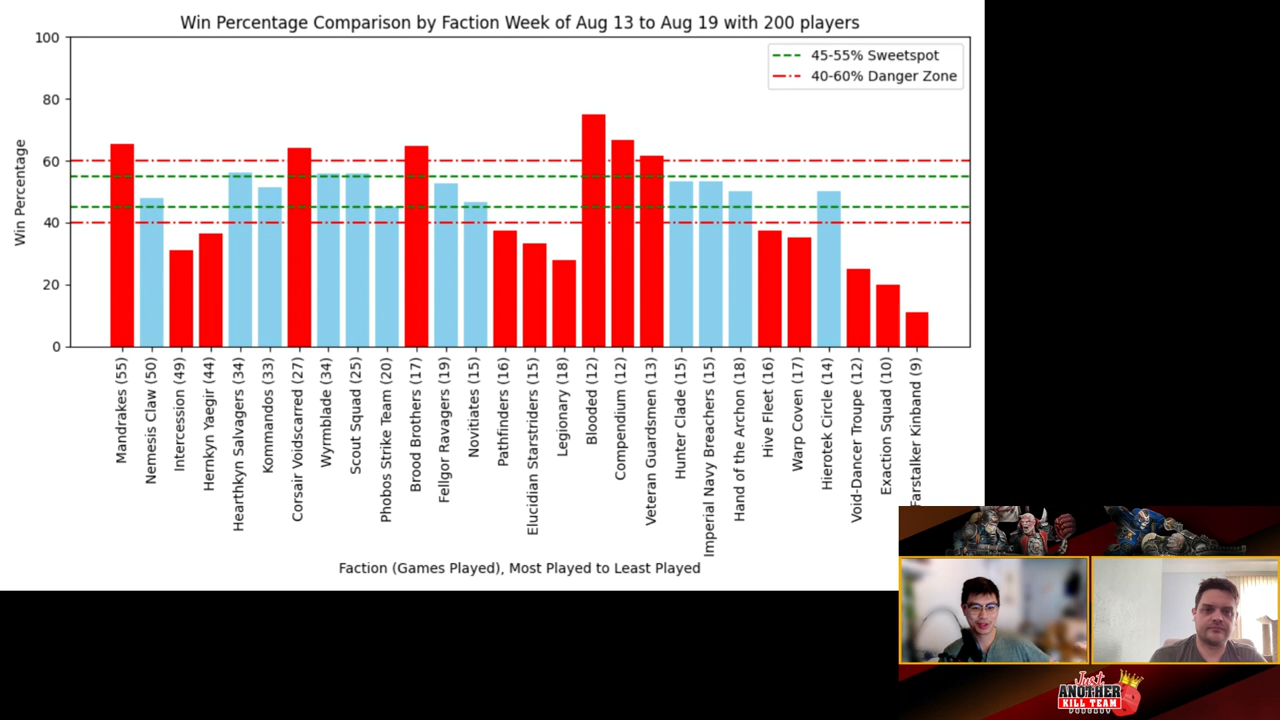 Win Percentage Comparison by Faction Week of Aug 13 to Aug 19 with 200 players
100
80
60
40
20
0
Win Percentage
45-55% Sweetspot
40-60% Danger Zone
Mandrakes (55)
Nemesis Claw (50)
Intercession (49)
Hernkyn Yaegir (44)
Hearthkyn Salvagers (34)
Kommandos (33)
Corsair Voidscarred (27)
Wyrmblade (34)
Scout Squad (25)
Phobos Strike Team (20)
Brood Brothers (17)
Fellgor Ravagers (19)
Novitiates (15)
Pathfinders (16)
Elucidian Starstriders (15)
Legionary (18)
Blooded (12)
Compendium (12)
Veteran Guardsmen (13)
Hunter Clade (15)
Imperial Navy Breachers (15)
Hand of the Archon (18)
Hive Fleet (16)
Warp Coven (17)
Hierotek Circle (14)
Void-Dancer Troupe (12)
Exaction Squad (10)
Farstalker Kinband (9)
Faction (Games Played), Most Played to Least Played
Just
ANOTHER
KILL TEAM
PODCAST